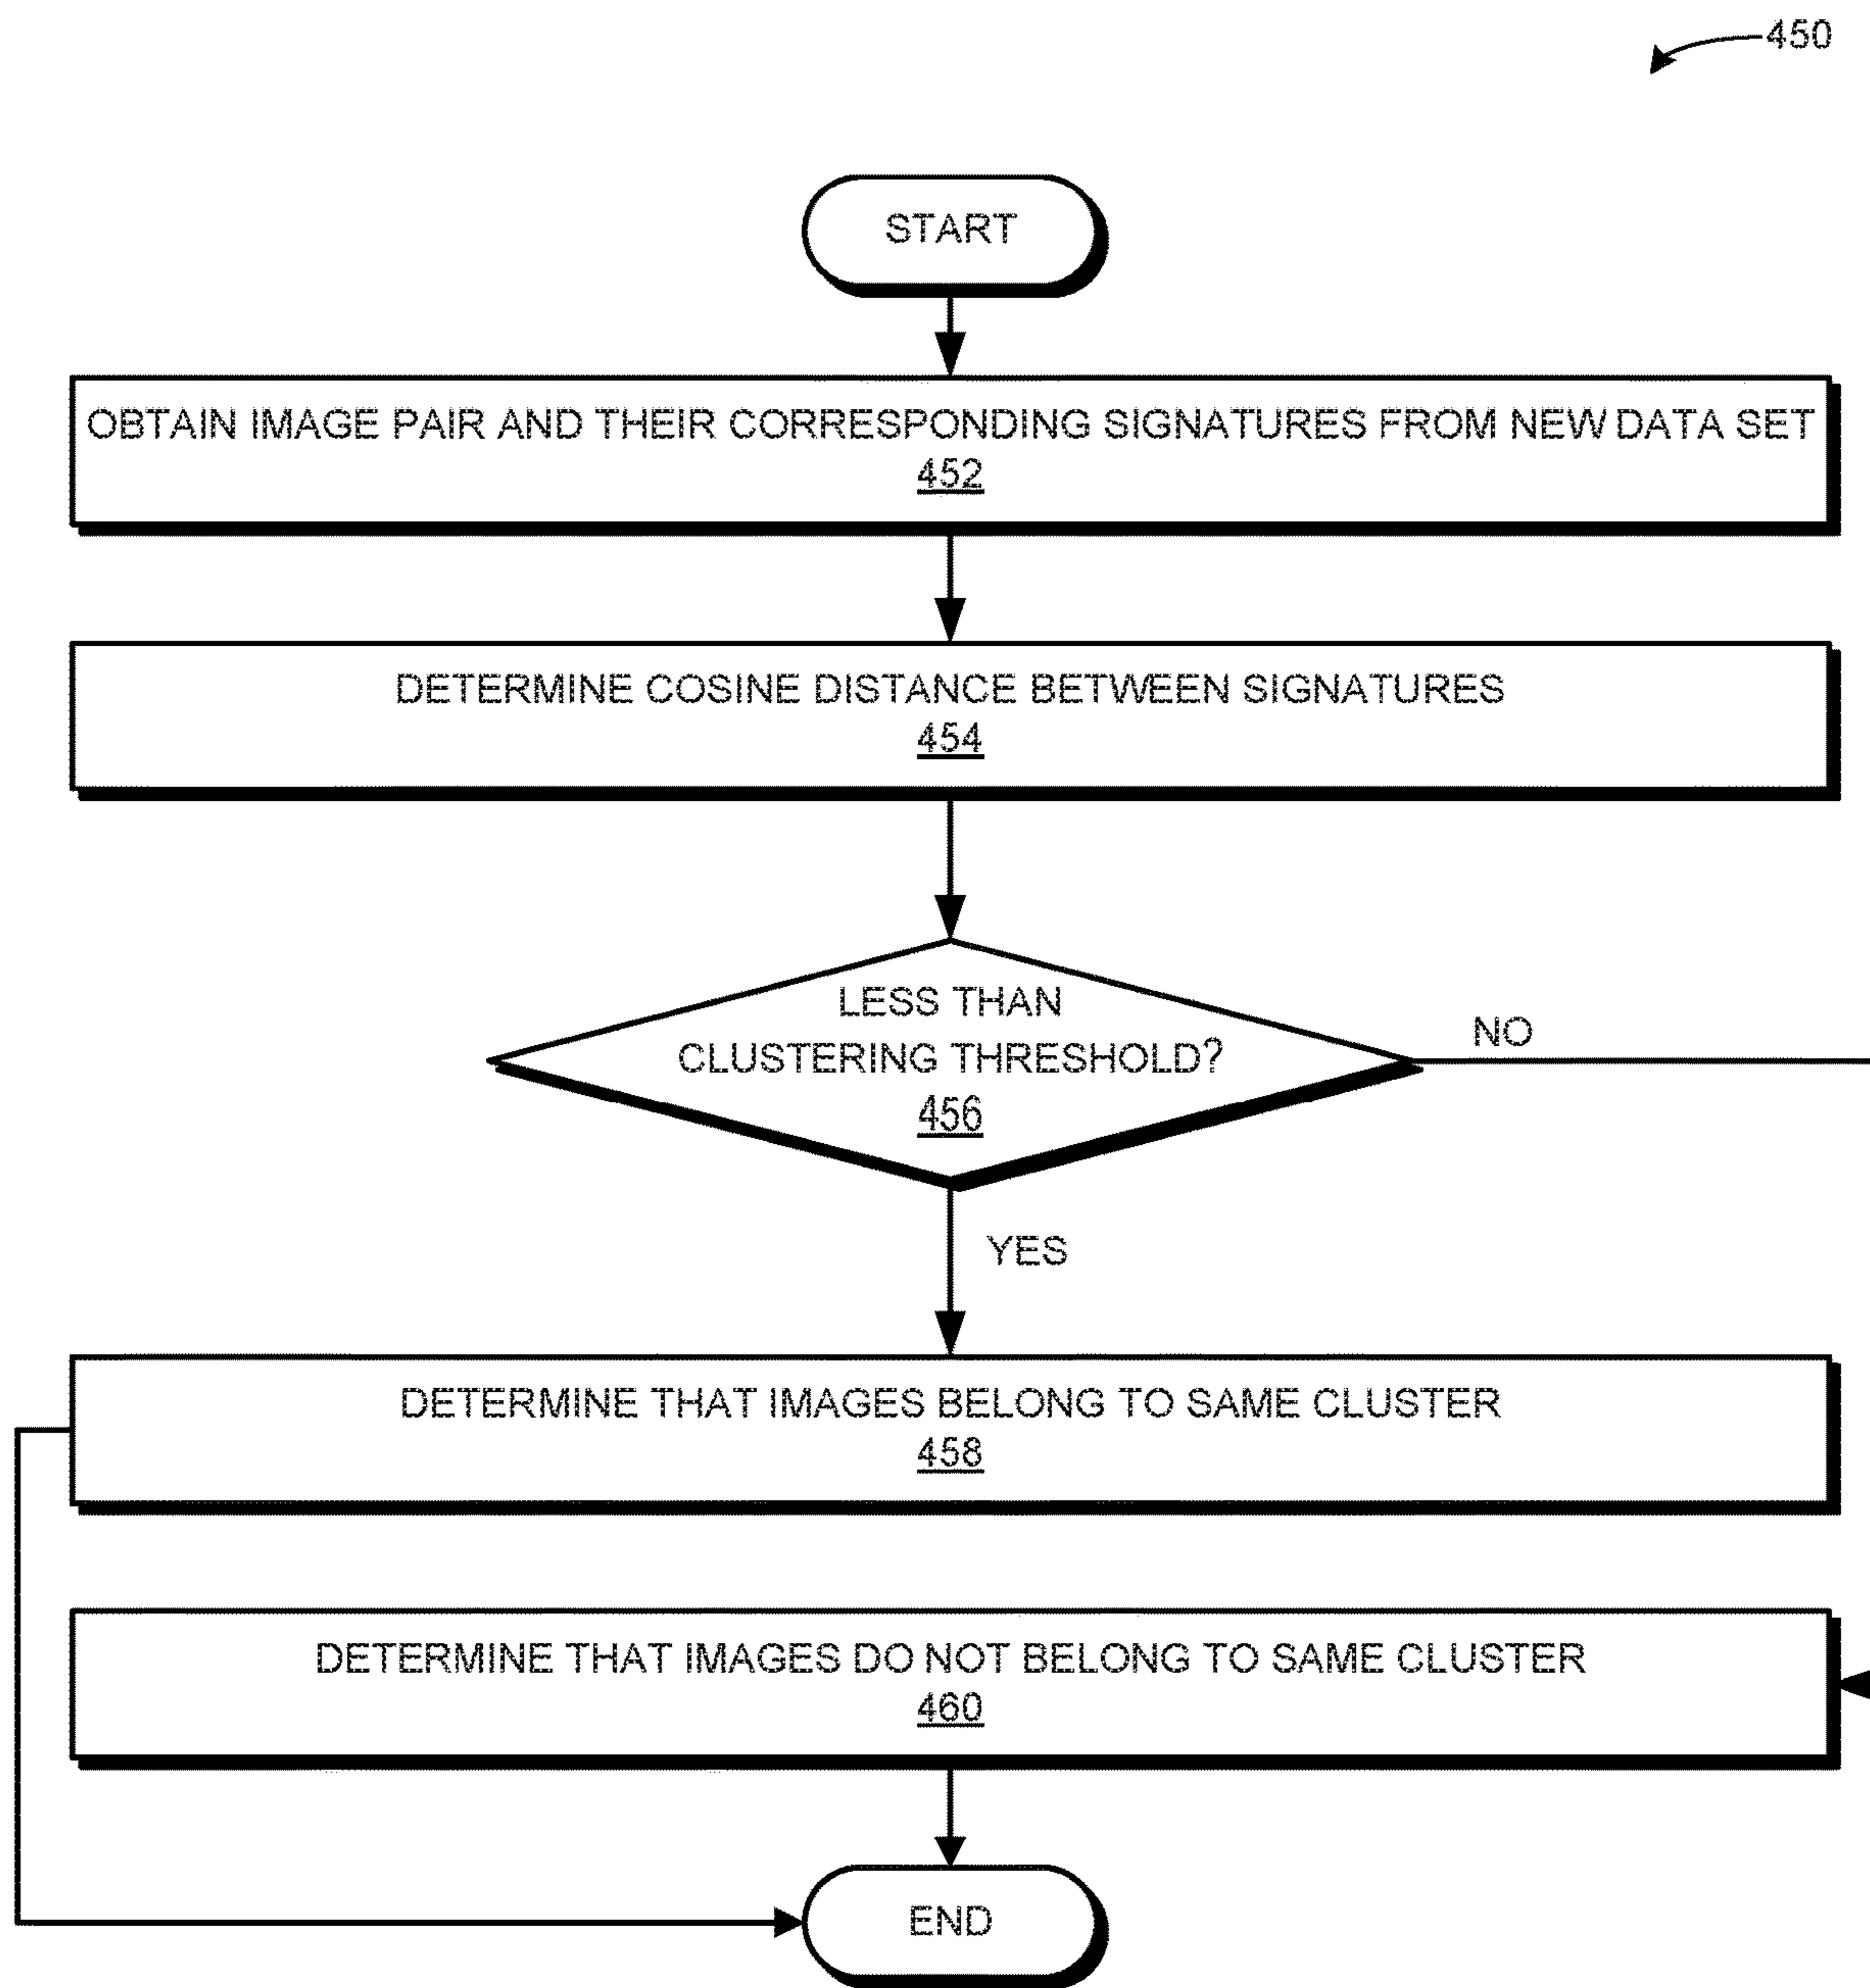 450
START
OBTAIN IMAGE PAIR AND THEIR CORRESPONDING SIGNATURES FROM NEW DATA SET
452
DETERMINE COSINE DISTANCE BETWEEN SIGNATURES
454
LESS THAN
CLUSTERING THRESHOLD?
456
NO
YES
DETERMINE THAT IMAGES BELONG TO SAME CLUSTER
458
DETERMINE THAT IMAGES DO NOT BELONG TO SAME CLUSTER
460
END